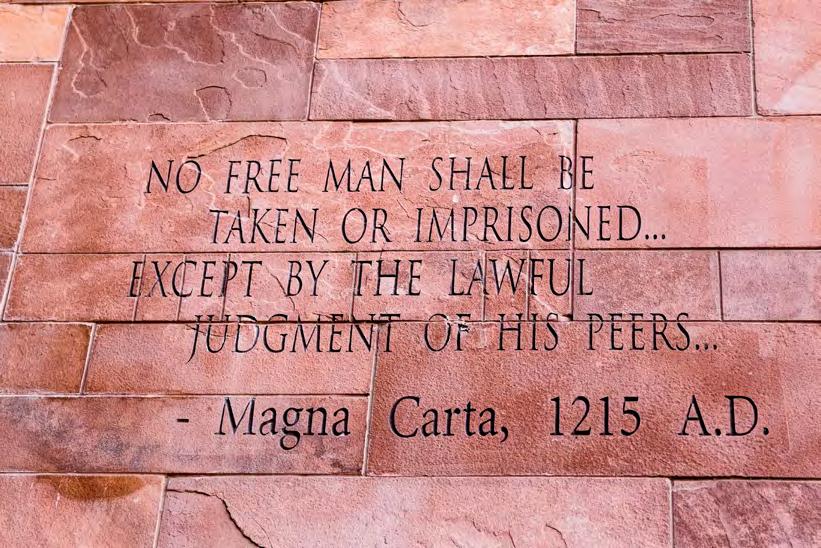 NO FREE MAN SHALL BE
TAKEN OR IMPRISONED...
EXCEPT BY THE LAWFUL
JUDGMENT OF HIS PEERS...
- Magna Carta, 1215 A.D.